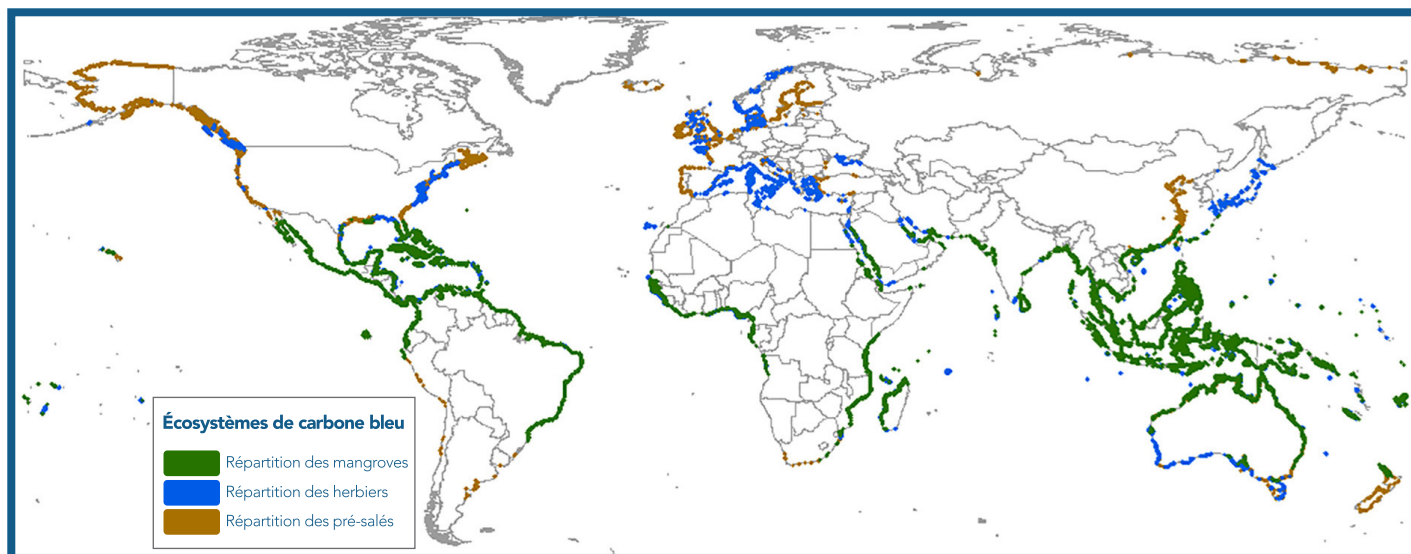 Écosystèmes de carbone bleu
Répartition des mangroves
Répartition des herbiers
Répartition des pré-salés